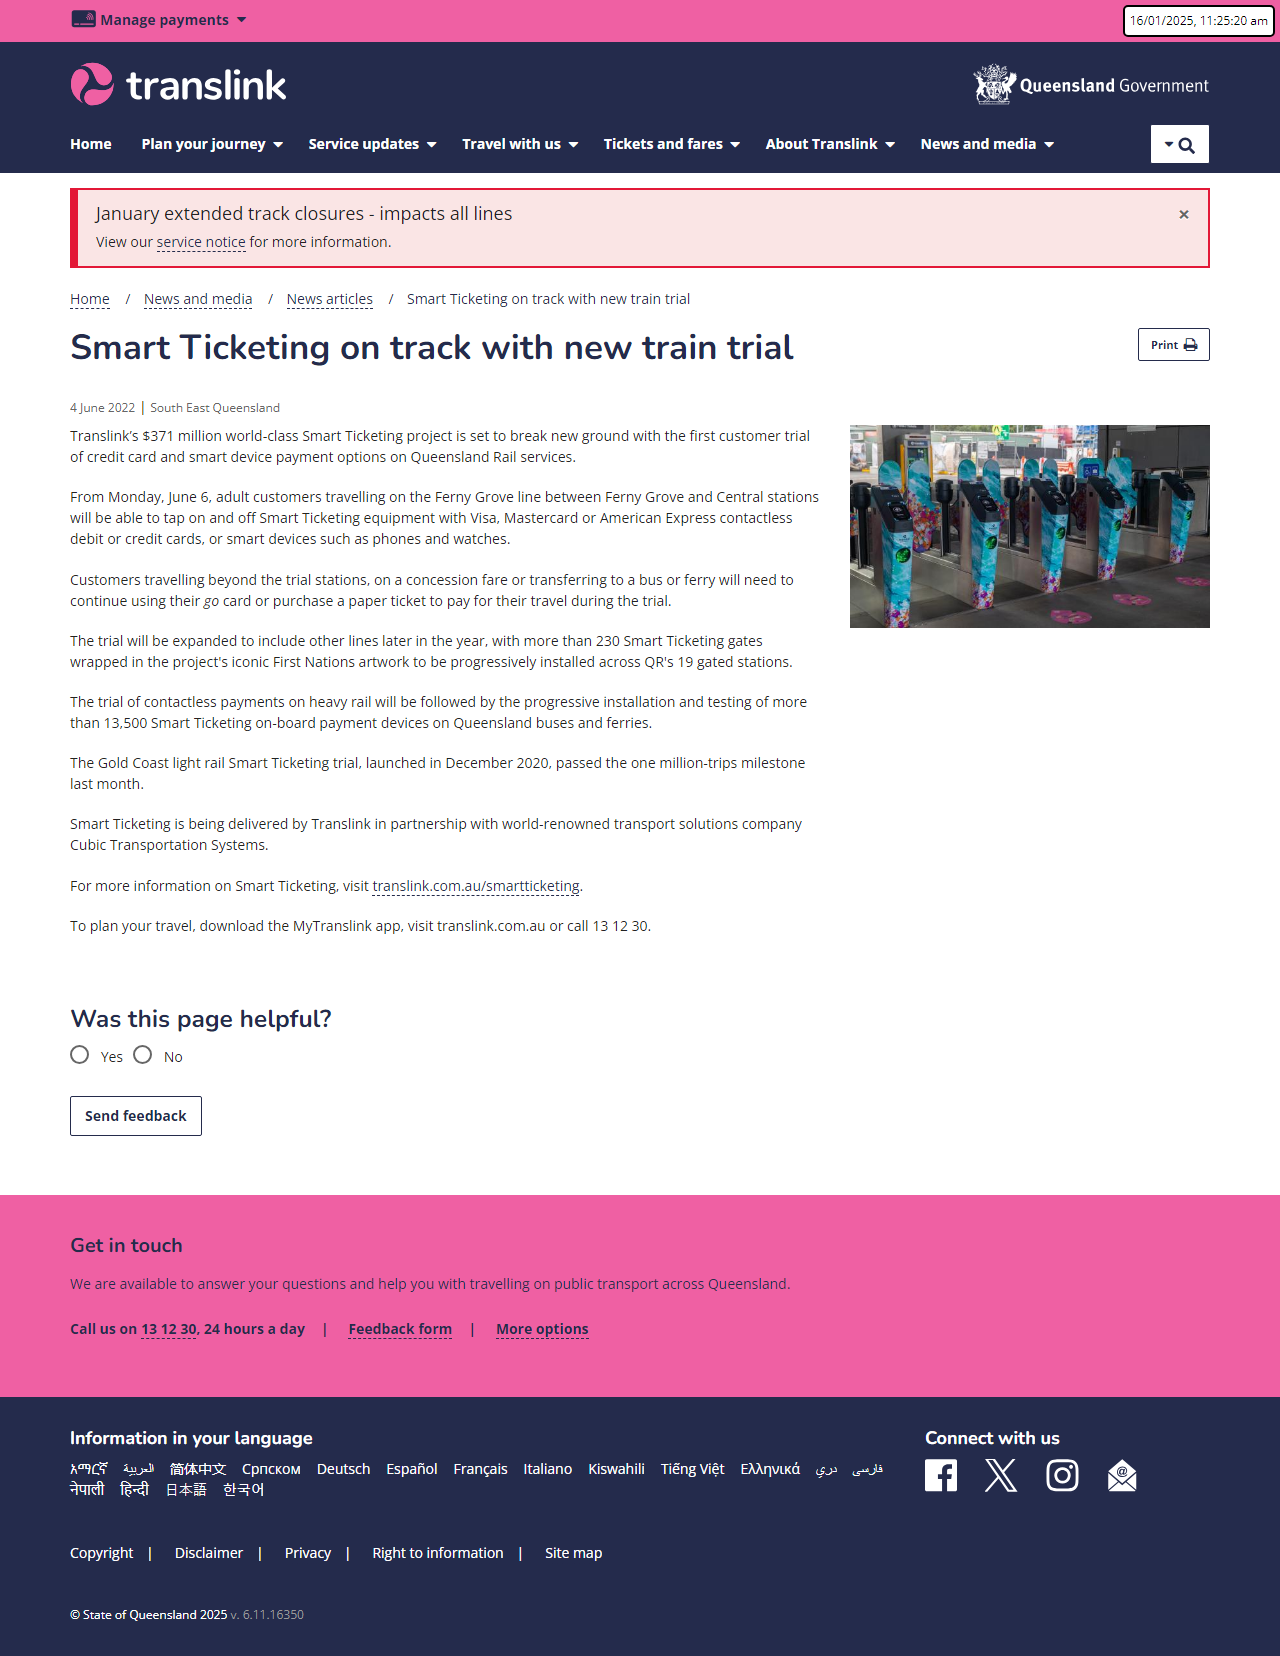 Manage payments
16/01/2025, 11:25:20 am
translink
Queensland Government
Home Plan your journey Service updates Travel with us Tickets and fares About Translink News and media
January extended track closures - impacts all lines ×
View our service notice for more information.
Home / News and media / News articles / Smart Ticketing on track with new train trial
Smart Ticketing on track with new train trial
Print
4 June 2022 | South East Queensland
Translink's $371 million world-class Smart Ticketing project is set to break new ground with the first customer trial
of credit card and smart device payment options on Queensland Rail services.
From Monday, June 6, adult customers travelling on the Ferny Grove line between Ferny Grove and Central stations
will be able to tap on and off Smart Ticketing equipment with Visa, Mastercard or American Express contactless
debit or credit cards, or smart devices such as phones and watches.
Customers travelling beyond the trial stations, on a concession fare or transferring to a bus or ferry will need to
continue using their go card or purchase a paper ticket to pay for their travel during the trial.
The trial will be expanded to include other lines later in the year, with more than 230 Smart Ticketing gates
wrapped in the project's iconic First Nations artwork to be progressively installed across QR's 19 gated stations.
The trial of contactless payments on heavy rail will be followed by the progressive installation and testing of more
than 13,500 Smart Ticketing on-board payment devices on Queensland buses and ferries.
The Gold Coast light rail Smart Ticketing trial, launched in December 2020, passed the one million-trips milestone
last month.
Smart Ticketing is being delivered by Translink in partnership with world-renowned transport solutions company
Cubic Transportation Systems.
For more information on Smart Ticketing, visit translink.com.au/smartticketing.
To plan your travel, download the MyTranslink app, visit translink.com.au or call 13 12 30.
Was this page helpful?
Yes No
Send feedback
Get in touch
We are available to answer your questions and help you with travelling on public transport across Queensland.
Call us on 13 12 30, 24 hours a day | Feedback form | More options
Information in your language
አማርኛ العربية 简体中文 Српском Deutsch Español Français Italiano Kiswahili Tiếng Việt Ελληνικά دري فارسی
नेपाली हिन्दी 日本語 한국어
Connect with us
Copyright | Disclaimer | Privacy | Right to information | Site map
© State of Queensland 2025 v. 6.11.16350